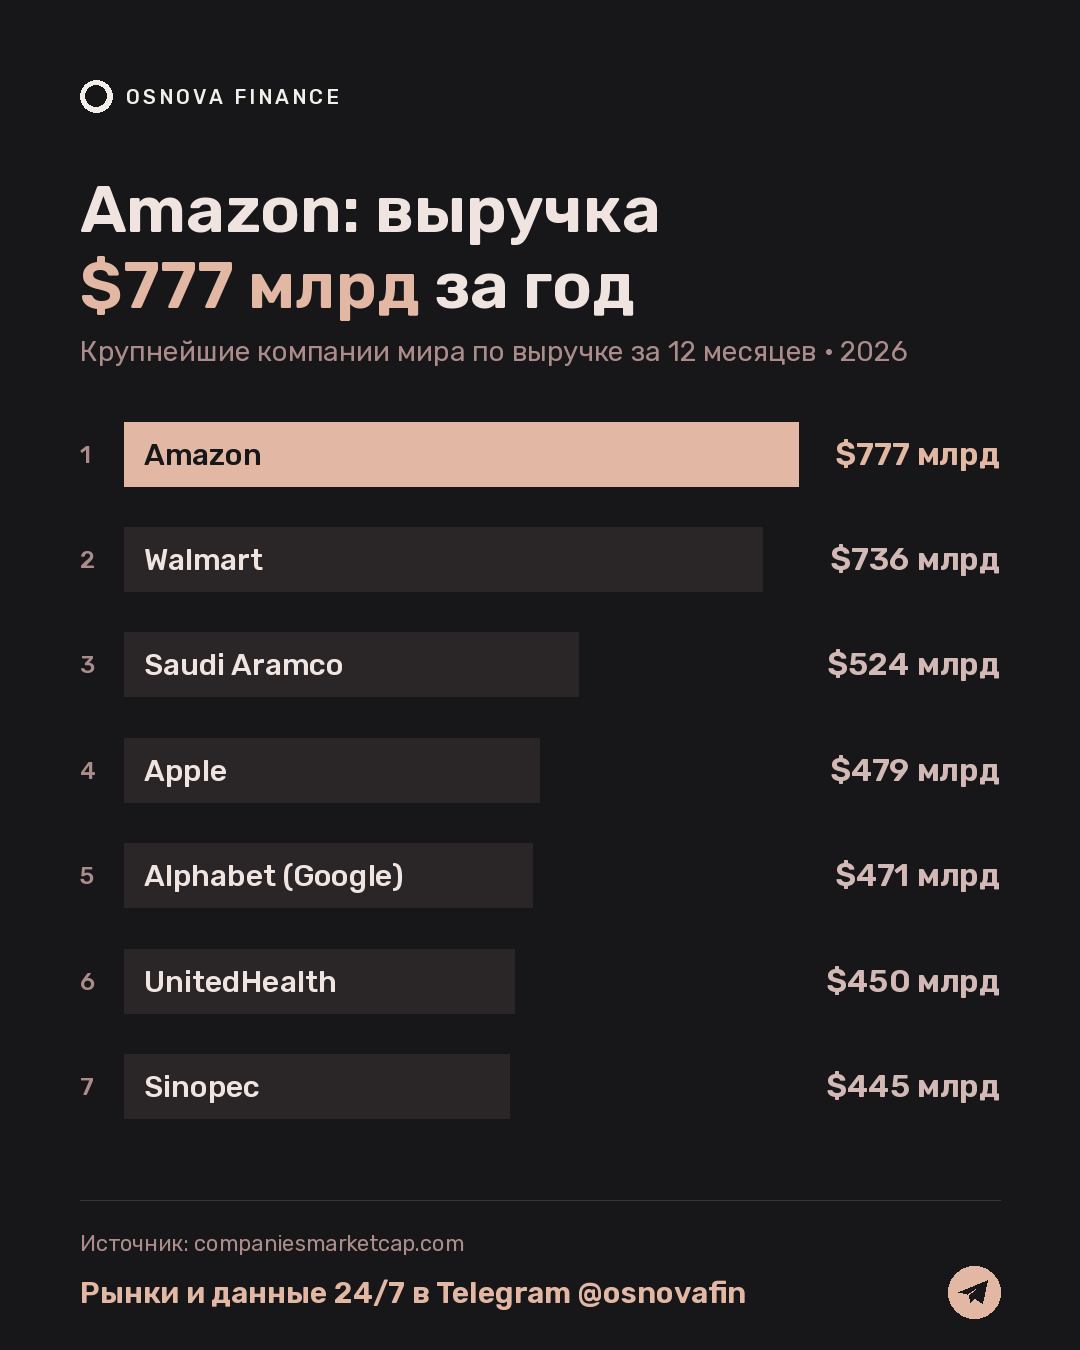 OSNOVA FINANCE
Amazon: выручка
$777 млрд за год
Крупнейшие компании мира по выручке за 12 месяцев • 2026
1 Amazon $777 млрд
2 Walmart $736 млрд
3 Saudi Aramco $524 млрд
4 Apple $479 млрд
5 Alphabet (Google) $471 млрд
6 UnitedHealth $450 млрд
7 Sinopec $445 млрд
Источник: companiesmarketcap.com
Рынки и данные 24/7 в Telegram @osnovafin